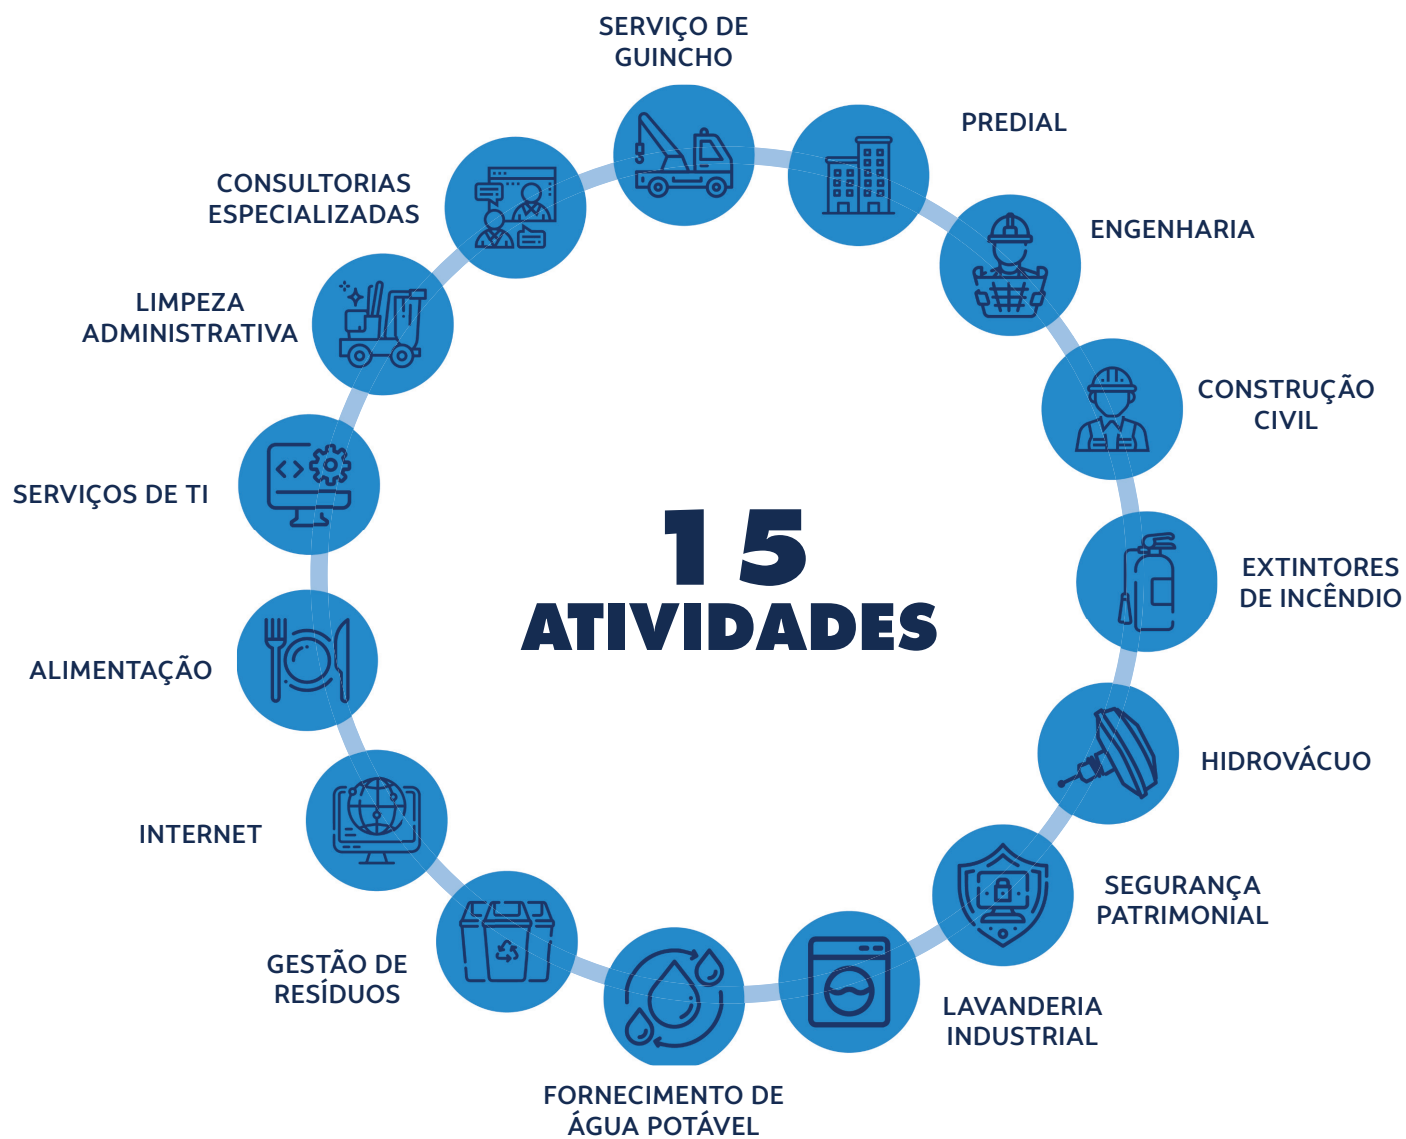 SERVIÇO DE
GUINCHO
PREDIAL
ENGENHARIA
CONSTRUÇÃO
CIVIL
EXTINTORES
DE INCÊNDIO
HIDROVÁCUO
SEGURANÇA
PATRIMONIAL
LAVANDERIA
INDUSTRIAL
FORNECIMENTO DE
ÁGUA POTÁVEL
GESTÃO DE
RESÍDUOS
INTERNET
ALIMENTAÇÃO
SERVIÇOS DE TI
LIMPEZA
ADMINISTRATIVA
CONSULTORIAS
ESPECIALIZADAS
15
ATIVIDADES